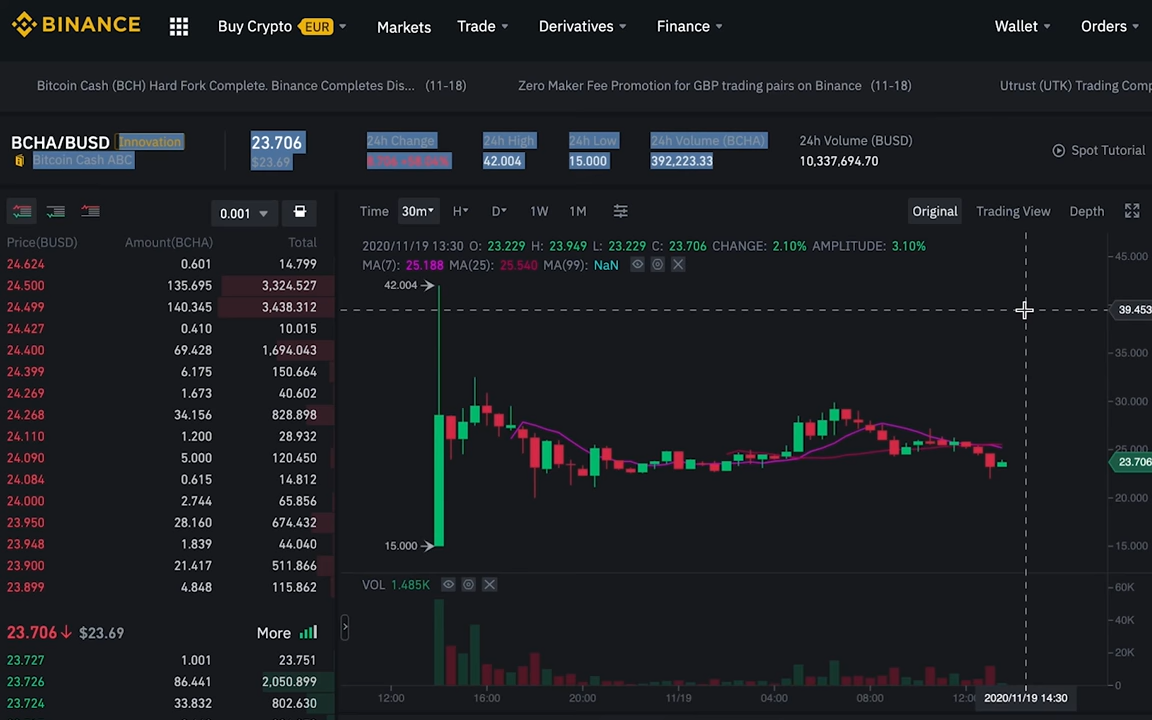 BINANCE Buy Crypto EUR Markets Trade Derivatives Finance Wallet Orders
Bitcoin Cash (BCH) Hard Fork Complete. Binance Completes Dis... (11-18) Zero Maker Fee Promotion for GBP trading pairs on Binance (11-18) Utrust (UTK) Trading Comp
BCHA/BUSD Innovation 23.706 24h Change 24h High 24h Low 24h Volume (BCHA) 24h Volume (BUSD)
Bitcoin Cash ABC $23.69 42.004 15.000 392,223.33 10,337,694.70 Spot Tutorial
0.001 Time 30m H D 1W 1M Original Trading View Depth
Price(BUSD) Amount(BCHA) Total
2020/11/19 13:30 O: 23.229 H: 23.949 L: 23.229 C: 23.706 CHANGE: 2.10% AMPLITUDE: 3.10%
MA(7): 25.188 MA(25): 25.540 MA(99): NaN
24.624 0.601 14.799
24.500 135.695 3,324.527
24.499 140.345 3,438.312
24.427 0.410 10.015
24.400 69.428 1,694.043
24.399 6.175 150.664
24.269 1.673 40.602
24.268 34.156 828.898
24.110 1.200 28.932
24.090 5.000 120.450
24.084 0.615 14.812
24.000 2.744 65.856
23.950 28.160 674.432
23.948 1.839 44.040
23.900 21.417 511.866
23.899 4.848 115.862
23.706 $23.69 More
23.727 1.001 23.751
23.726 86.441 2,050.899
23.724 33.832 802.630
45.000
42.004
39.453
35.000
30.000
25.000
23.706
20.000
15.000 15.000
VOL 1.485K
60K
40K
20K
0
12:00 16:00 20:00 11/19 04:00 08:00 12:00 2020/11/19 14:30